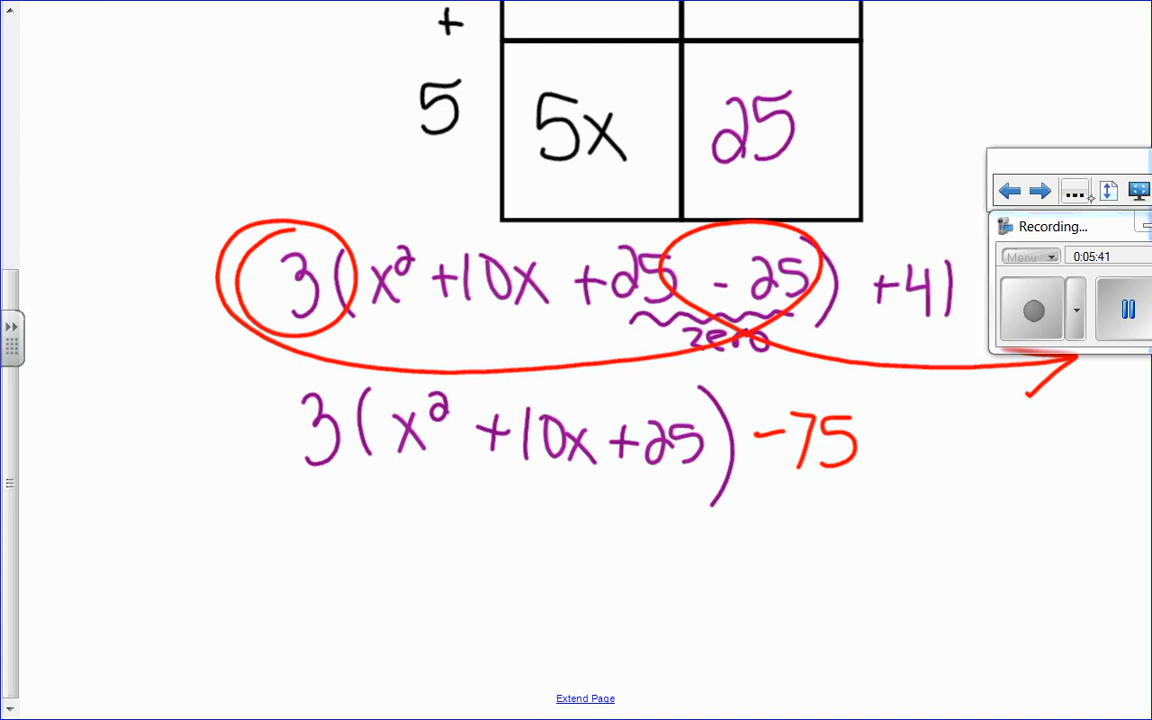 +
5 5x 25
3(x² +10x +25 - 25) +41
zero
3(x² +10x +25) -75
Recording...
Menu 0:05:41
Extend Page